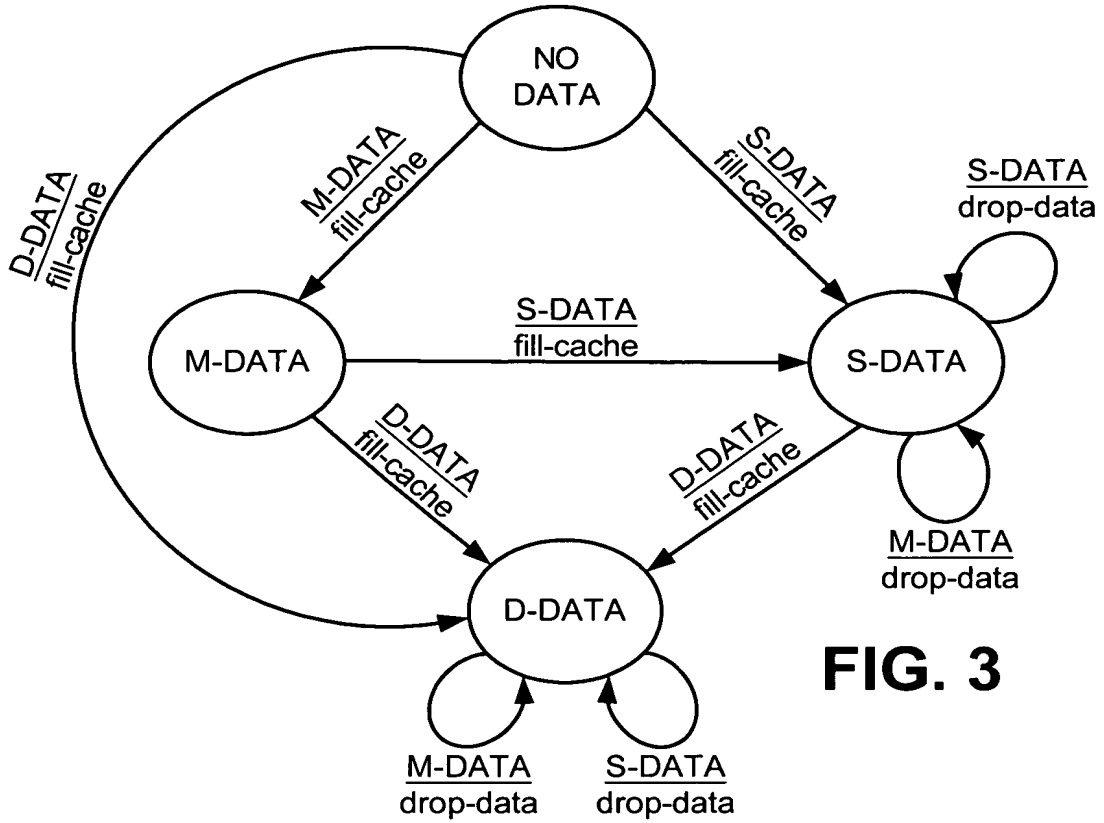 NO
DATA
M-DATA
fill-cache
S-DATA
fill-cache
D-DATA
fill-cache
S-DATA
drop-data
M-DATA
S-DATA
fill-cache
S-DATA
D-DATA
fill-cache
D-DATA
fill-cache
M-DATA
drop-data
D-DATA
FIG. 3
M-DATA
drop-data
S-DATA
drop-data